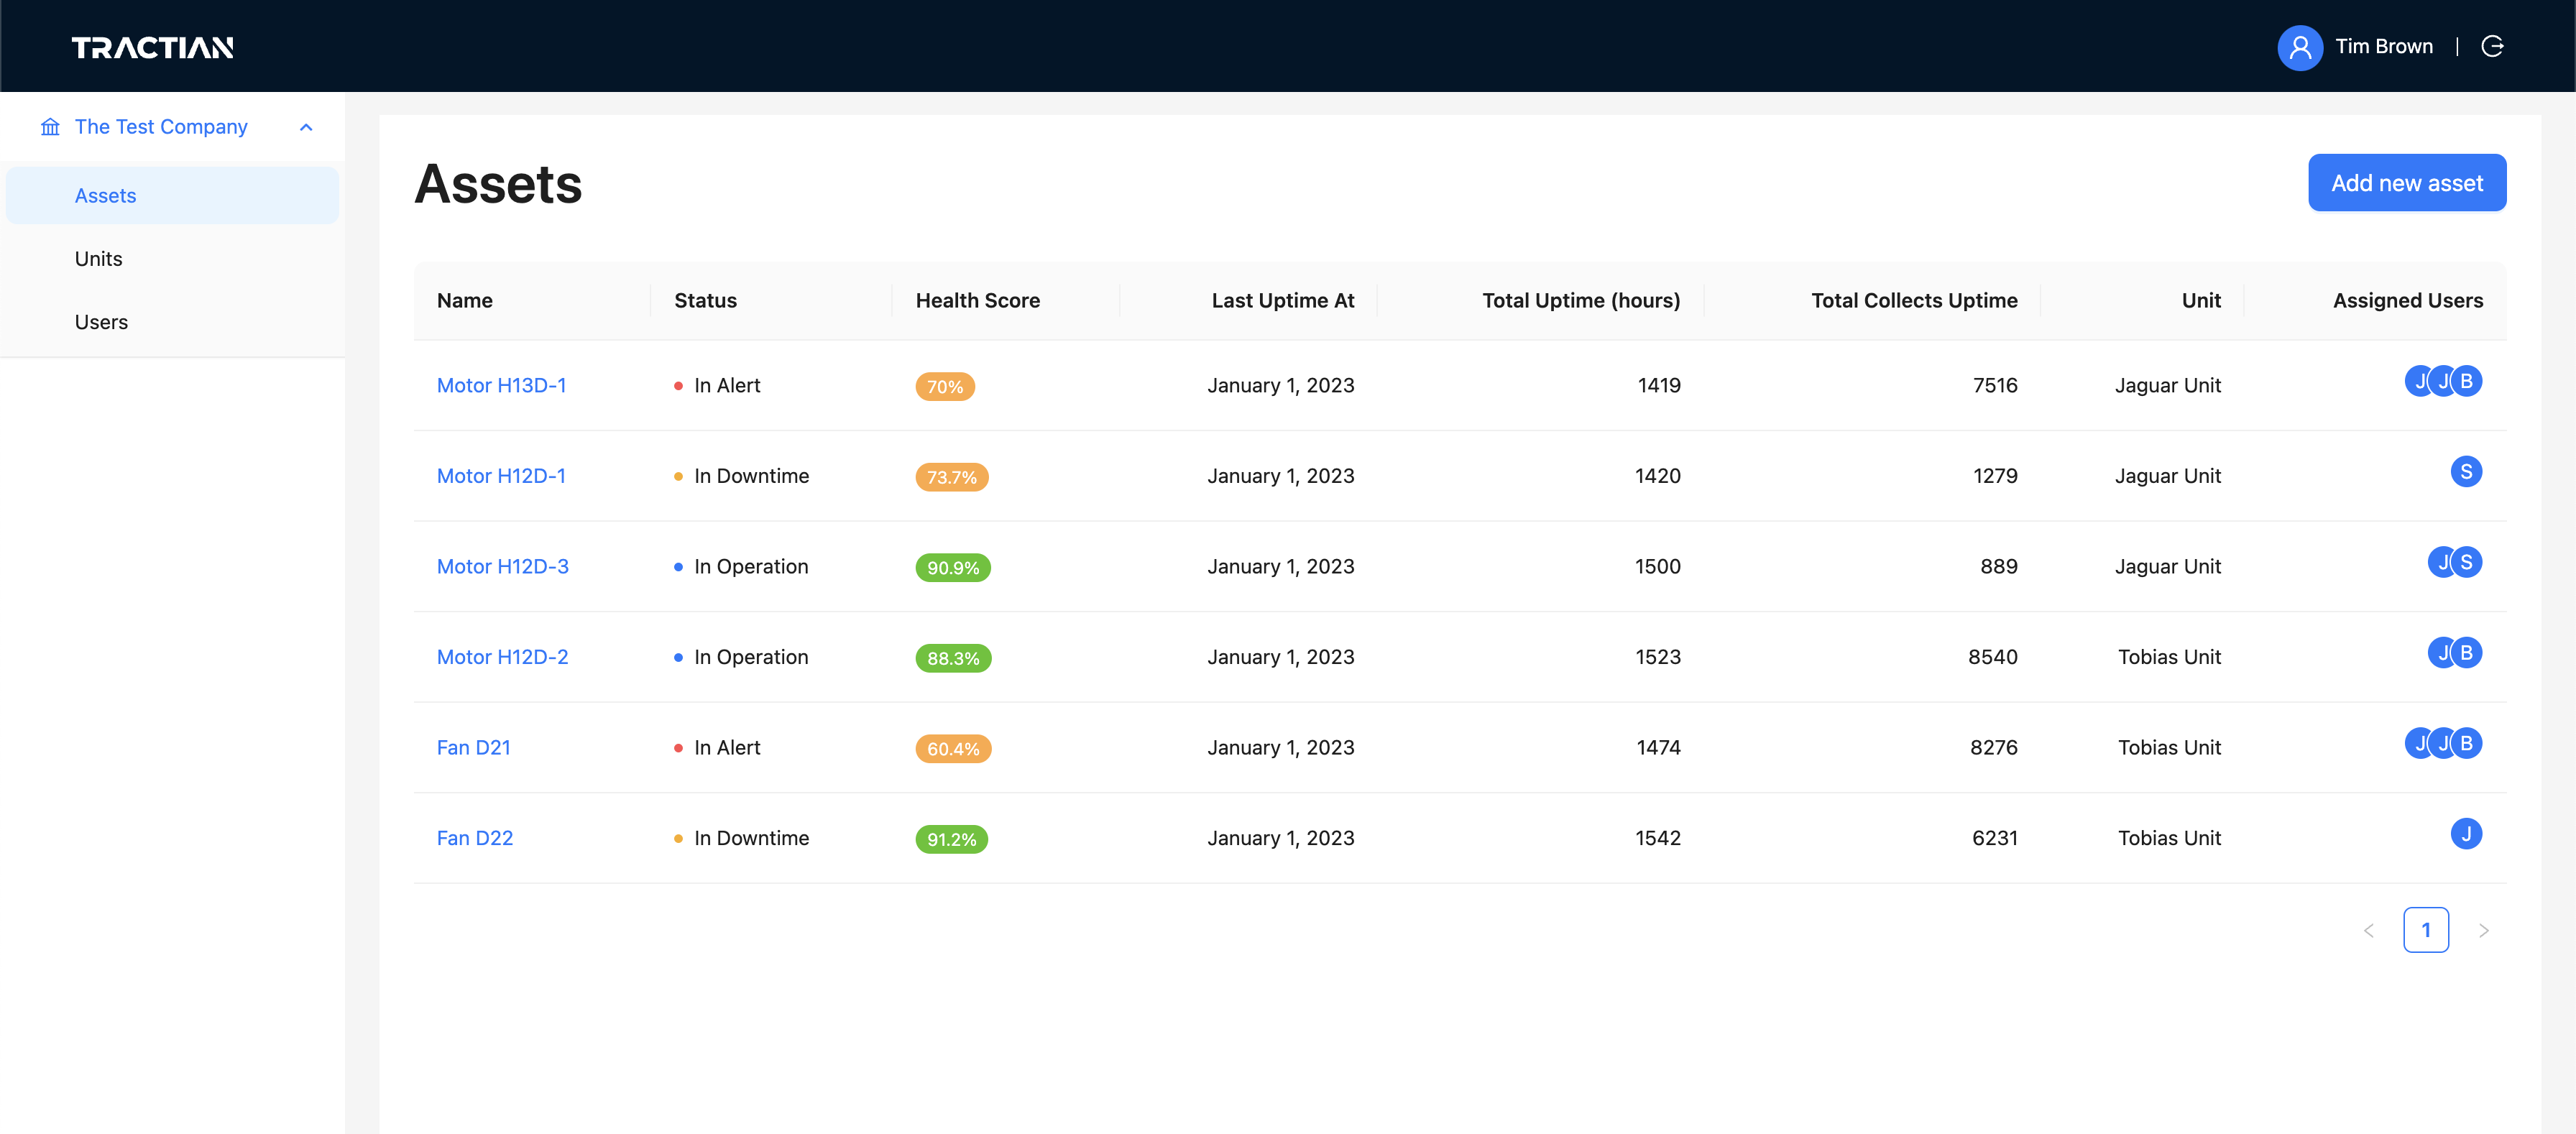 TRACTIAN
Tim Brown
The Test Company
Assets
Units
Users
Assets
Add new asset
Name Status Health Score Last Uptime At Total Uptime (hours) Total Collects Uptime Unit Assigned Users
Motor H13D-1 In Alert 70% January 1, 2023 1419 7516 Jaguar Unit J J B
Motor H12D-1 In Downtime 73.7% January 1, 2023 1420 1279 Jaguar Unit S
Motor H12D-3 In Operation 90.9% January 1, 2023 1500 889 Jaguar Unit J S
Motor H12D-2 In Operation 88.3% January 1, 2023 1523 8540 Tobias Unit J B
Fan D21 In Alert 60.4% January 1, 2023 1474 8276 Tobias Unit J J B
Fan D22 In Downtime 91.2% January 1, 2023 1542 6231 Tobias Unit J
1